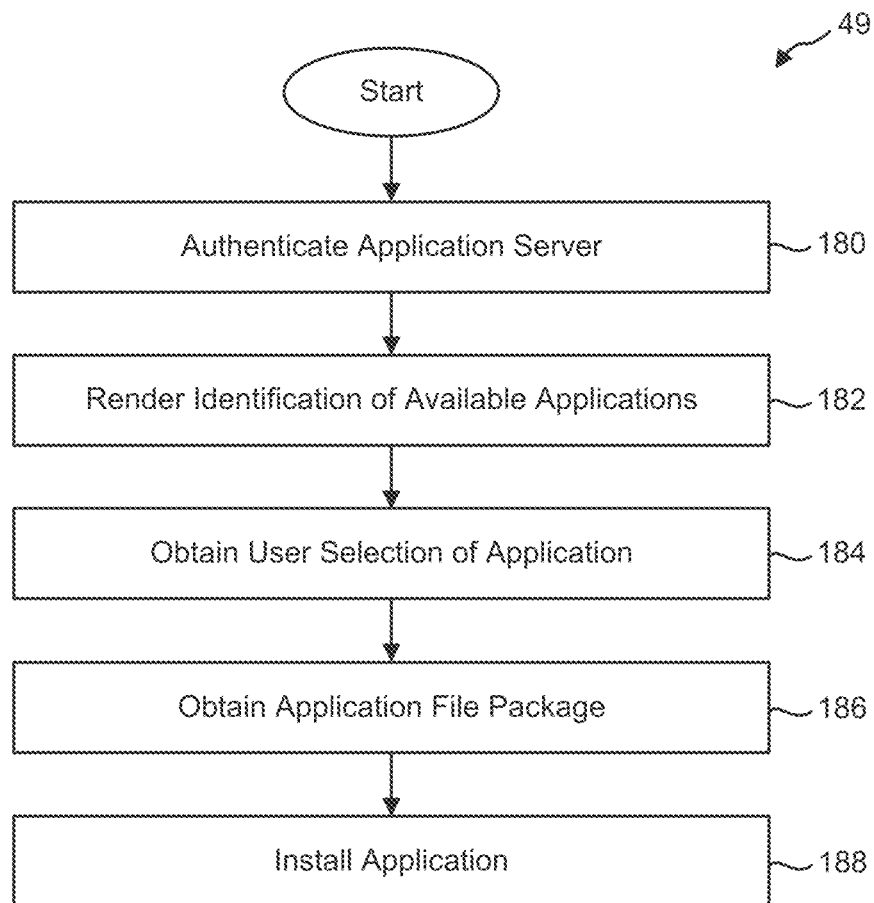 49
Start
Authenticate Application Server
180
Render Identification of Available Applications
182
Obtain User Selection of Application
184
Obtain Application File Package
186
Install Application
188